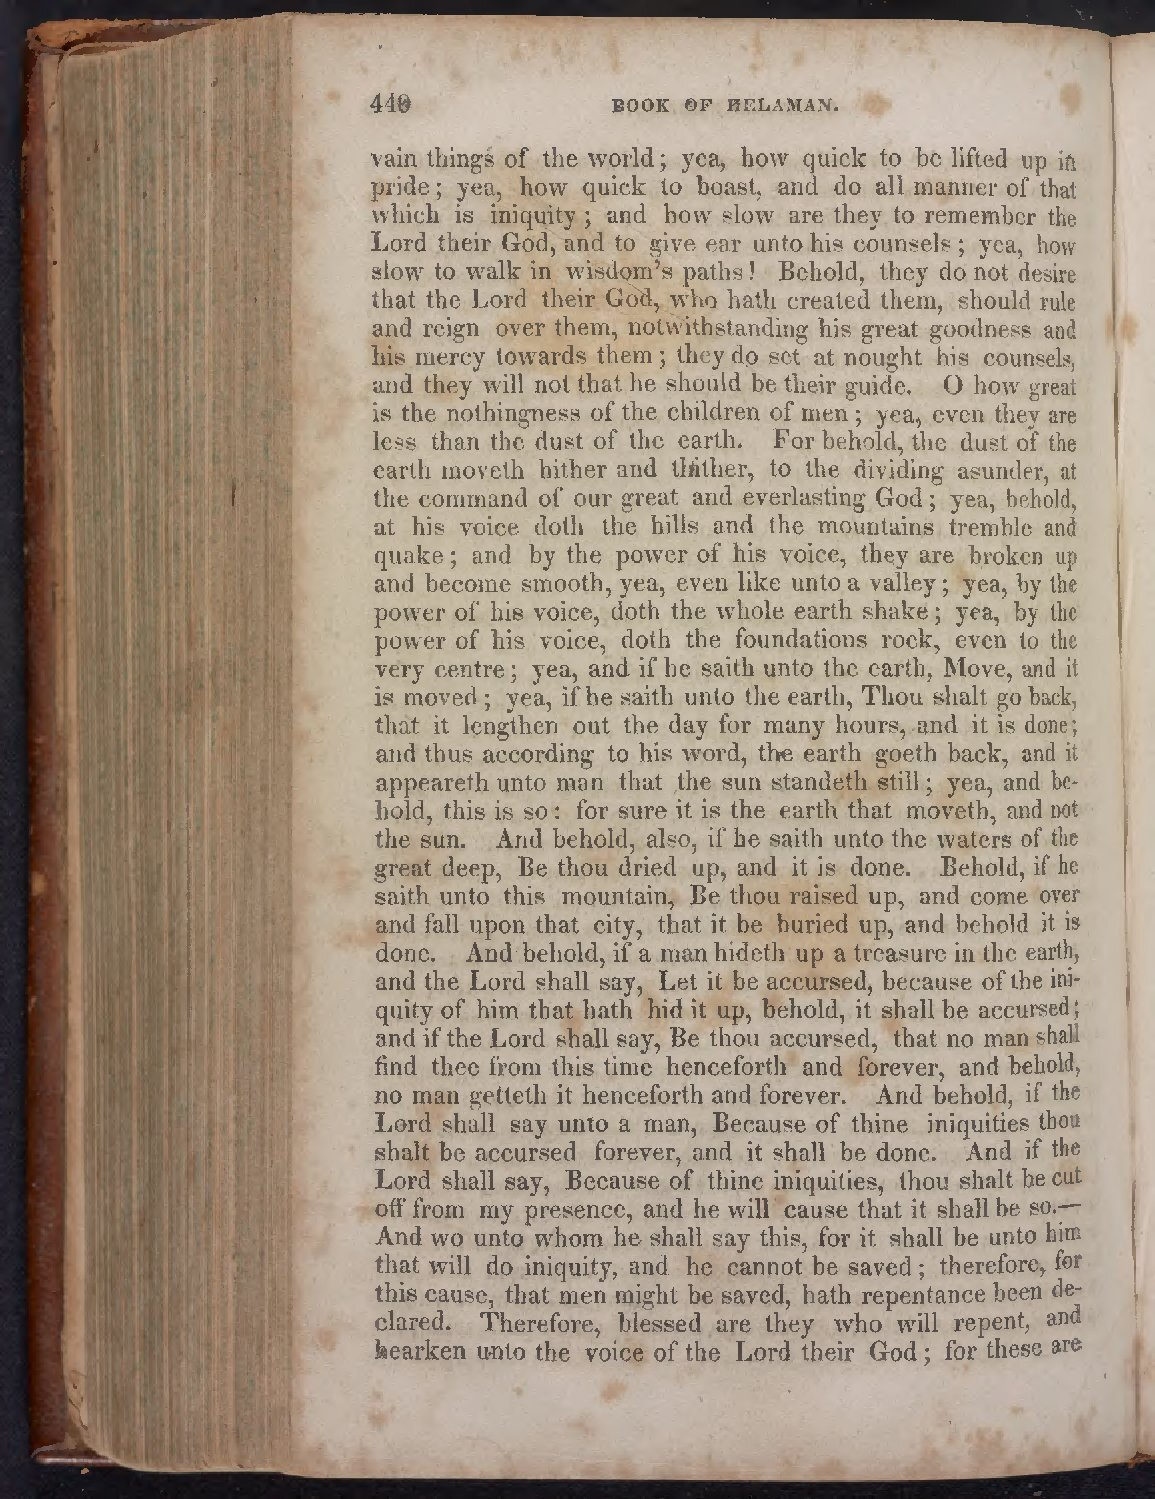 440 BOOK OF HELAMAN.
vain things of the world; yea, how quick to be lifted up in
pride; yea, how quick to boast, and do all manner of that
which is iniquity; and how slow are they to remember the
Lord their God, and to give ear unto his counsels; yea, how
slow to walk in wisdom's paths! Behold, they do not desire
that the Lord their God, who hath created them, should rule
and reign over them, notwithstanding his great goodness and
his mercy towards them; they do set at nought his counsels,
and they will not that he should be their guide. O how great
is the nothingness of the children of men; yea, even they are
less than the dust of the earth. For behold, the dust of the
earth moveth hither and thither, to the dividing asunder, at
the command of our great and everlasting God; yea, behold,
at his voice doth the hills and the mountains tremble and
quake; and by the power of his voice, they are broken up
and become smooth, yea, even like unto a valley; yea, by the
power of his voice, doth the whole earth shake; yea, by the
power of his voice, doth the foundations rock, even to the
very centre; yea, and if he saith unto the earth, Move, and it
is moved; yea, if he saith unto the earth, Thou shalt go back,
that it lengthen out the day for many hours, and it is done;
and thus according to his word, the earth goeth back, and it
appeareth unto man that the sun standeth still; yea, and be-
hold, this is so: for sure it is the earth that moveth, and not
the sun. And behold, also, if he saith unto the waters of the
great deep, Be thou dried up, and it is done. Behold, if he
saith unto this mountain, Be thou raised up, and come over
and fall upon that city, that it be buried up, and behold it is
done. And behold, if a man hideth up a treasure in the earth,
and the Lord shall say, Let it be accursed, because of the ini-
quity of him that hath hid it up, behold, it shall be accursed;
and if the Lord shall say, Be thou accursed, that no man shall
find thee from this time henceforth and forever, and behold,
no man getteth it henceforth and forever. And behold, if the
Lord shall say unto a man, Because of thine iniquities thou
shalt be accursed forever, and it shall be done. And if the
Lord shall say, Because of thine iniquities, thou shalt be cut
off from my presence, and he will cause that it shall be so.—
And wo unto whom he shall say this, for it shall be unto him
that will do iniquity, and he cannot be saved; therefore, for
this cause, that men might be saved, hath repentance been de-
clared. Therefore, blessed are they who will repent, and
hearken unto the voice of the Lord their God; for these are